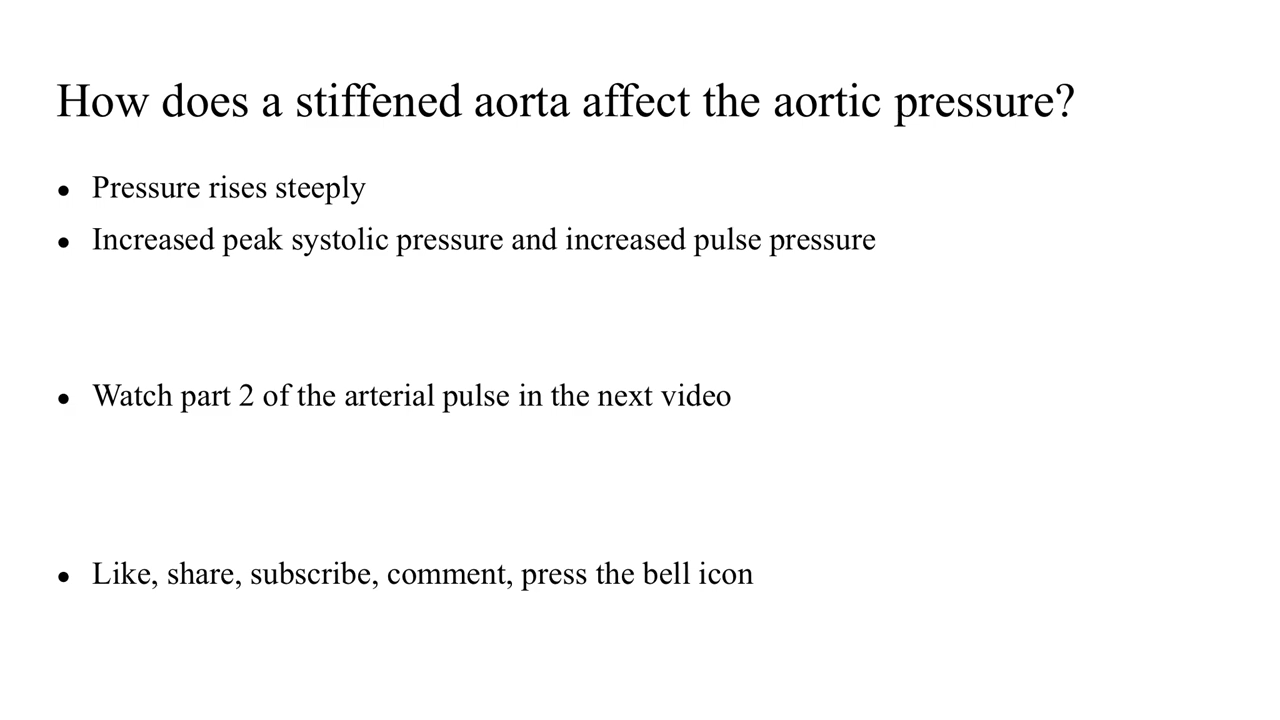 How does a stiffened aorta affect the aortic pressure?
● Pressure rises steeply
● Increased peak systolic pressure and increased pulse pressure
● Watch part 2 of the arterial pulse in the next video
● Like, share, subscribe, comment, press the bell icon